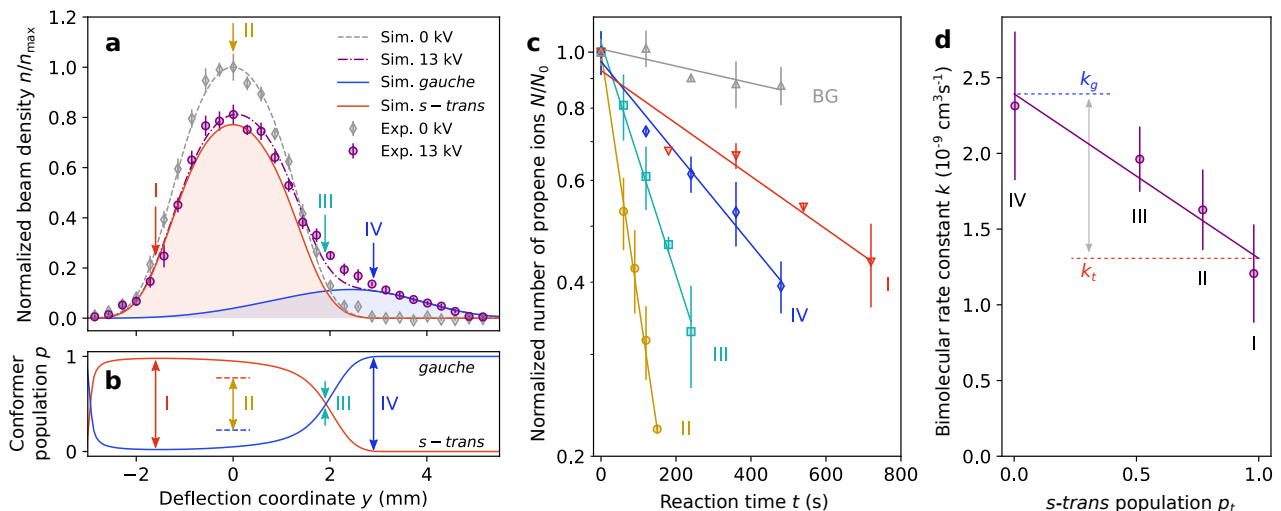 a
Normalized beam density n/nmax
1.2
1.0
0.8
0.6
0.4
0.2
0.0
I
II
III
IV
Sim. 0 kV
Sim. 13 kV
Sim. gauche
Sim. s − trans
Exp. 0 kV
Exp. 13 kV
b
Conformer
population p
1
0
I
II
III
IV
gauche
s − trans
−2
0
2
4
Deflection coordinate y (mm)
c
Normalized number of propene ions N/N0
1.0
0.8
0.6
0.4
0.2
BG
I
IV
III
II
0
200
400
600
800
Reaction time t (s)
d
Bimolecular rate constant k (10-9 cm3s-1)
3.0
2.5
2.0
1.5
1.0
0.5
0.0
kg
kt
IV
III
II
I
0.0
0.5
1.0
s-trans population pt